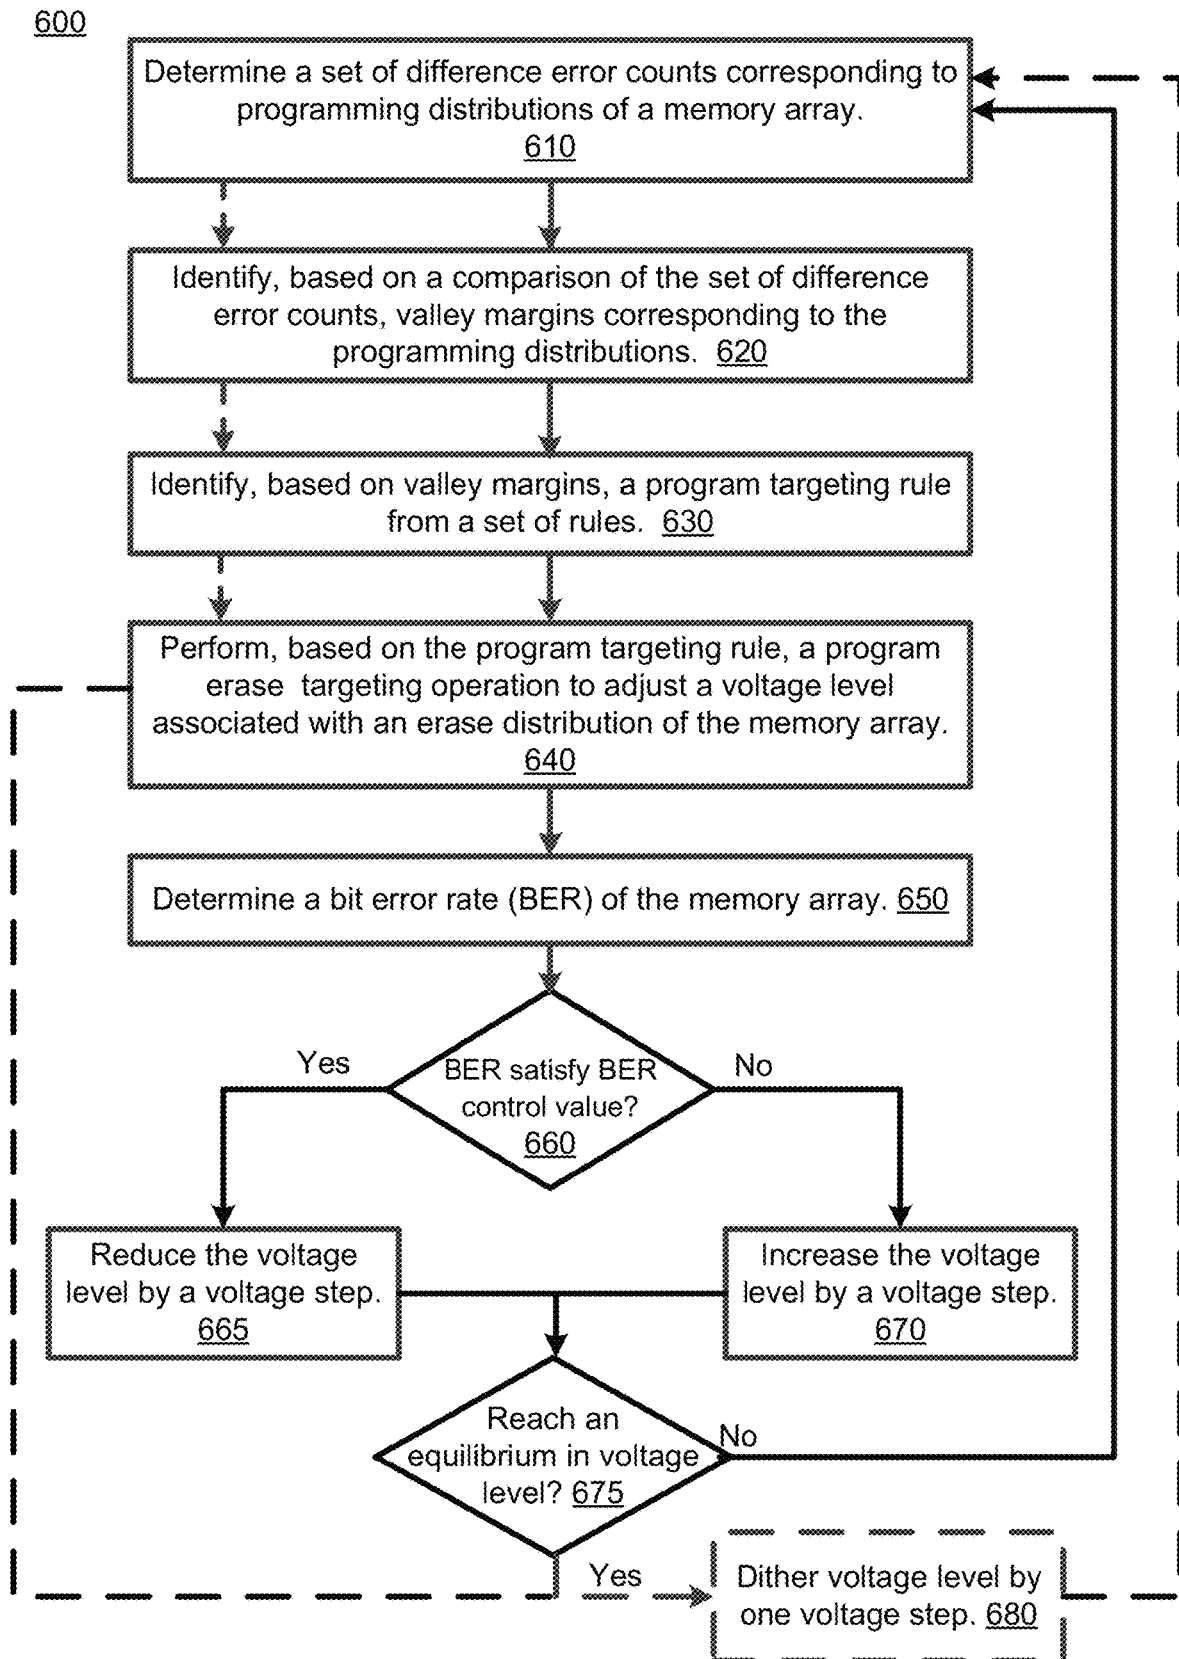 600
Determine a set of difference error counts corresponding to
programming distributions of a memory array.
610
Identify, based on a comparison of the set of difference
error counts, valley margins corresponding to the
programming distributions. 620
Identify, based on valley margins, a program targeting rule
from a set of rules. 630
Perform, based on the program targeting rule, a program
erase targeting operation to adjust a voltage level
associated with an erase distribution of the memory array.
640
Determine a bit error rate (BER) of the memory array. 650
Yes
BER satisfy BER
control value?
660
No
Reduce the voltage
level by a voltage step.
665
Increase the voltage
level by a voltage step.
670
Reach an
equilibrium in voltage
level? 675
No
Yes
Dither voltage level by
one voltage step. 680